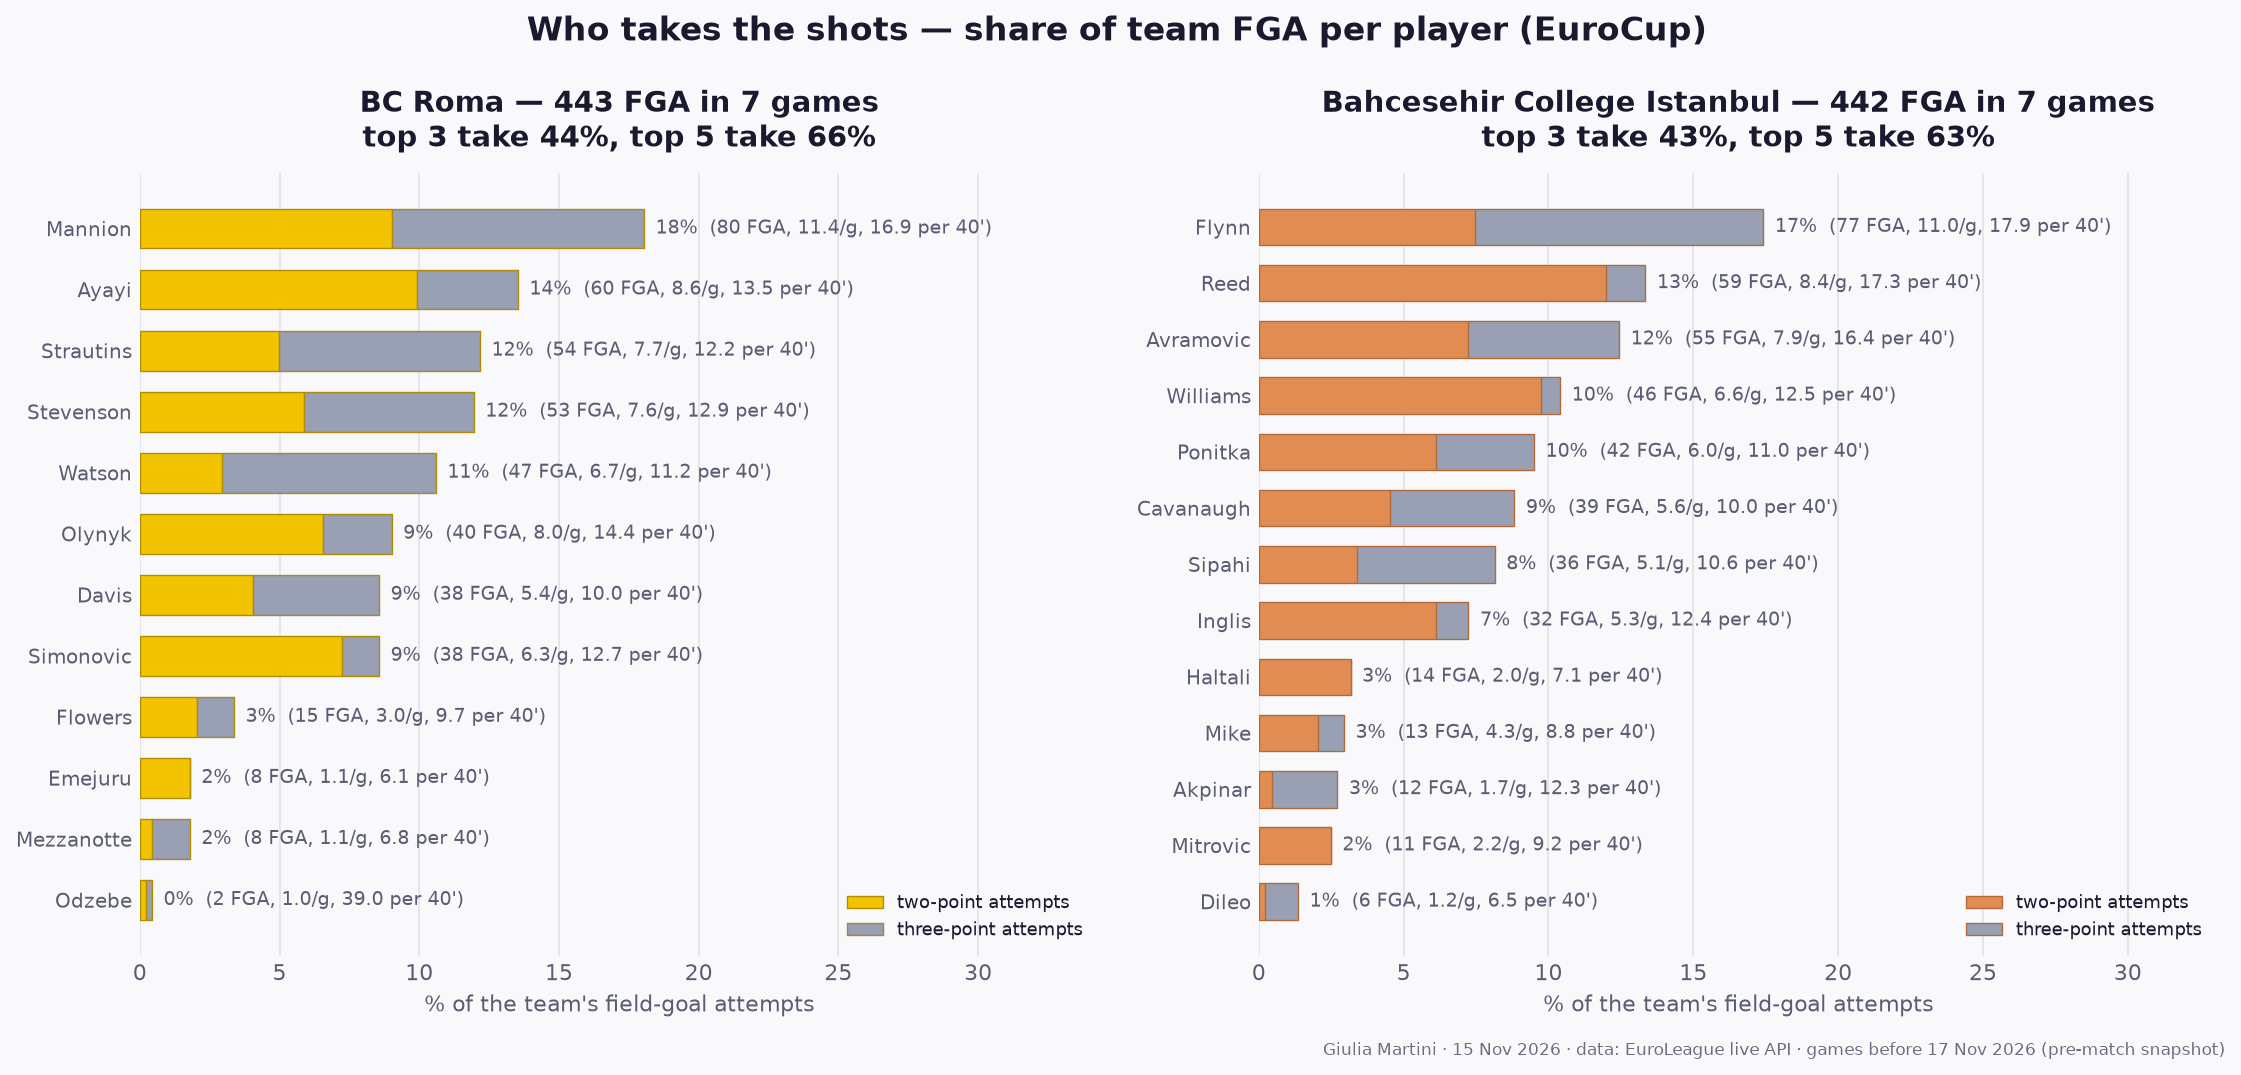 Who takes the shots — share of team FGA per player (EuroCup)
BC Roma — 443 FGA in 7 games
top 3 take 44%, top 5 take 66%
Mannion 18% (80 FGA, 11.4/g, 16.9 per 40')
Ayayi 14% (60 FGA, 8.6/g, 13.5 per 40')
Strautins 12% (54 FGA, 7.7/g, 12.2 per 40')
Stevenson 12% (53 FGA, 7.6/g, 12.9 per 40')
Watson 11% (47 FGA, 6.7/g, 11.2 per 40')
Olynyk 9% (40 FGA, 8.0/g, 14.4 per 40')
Davis 9% (38 FGA, 5.4/g, 10.0 per 40')
Simonovic 9% (38 FGA, 6.3/g, 12.7 per 40')
Flowers 3% (15 FGA, 3.0/g, 9.7 per 40')
Emejuru 2% (8 FGA, 1.1/g, 6.1 per 40')
Mezzanotte 2% (8 FGA, 1.1/g, 6.8 per 40')
Odzebe 0% (2 FGA, 1.0/g, 39.0 per 40')
two-point attempts
three-point attempts
0 5 10 15 20 25 30
% of the team's field-goal attempts
Bahcesehir College Istanbul — 442 FGA in 7 games
top 3 take 43%, top 5 take 63%
Flynn 17% (77 FGA, 11.0/g, 17.9 per 40')
Reed 13% (59 FGA, 8.4/g, 17.3 per 40')
Avramovic 12% (55 FGA, 7.9/g, 16.4 per 40')
Williams 10% (46 FGA, 6.6/g, 12.5 per 40')
Ponitka 10% (42 FGA, 6.0/g, 11.0 per 40')
Cavanaugh 9% (39 FGA, 5.6/g, 10.0 per 40')
Sipahi 8% (36 FGA, 5.1/g, 10.6 per 40')
Inglis 7% (32 FGA, 5.3/g, 12.4 per 40')
Haltali 3% (14 FGA, 2.0/g, 7.1 per 40')
Mike 3% (13 FGA, 4.3/g, 8.8 per 40')
Akpinar 3% (12 FGA, 1.7/g, 12.3 per 40')
Mitrovic 2% (11 FGA, 2.2/g, 9.2 per 40')
Dileo 1% (6 FGA, 1.2/g, 6.5 per 40')
two-point attempts
three-point attempts
0 5 10 15 20 25 30
% of the team's field-goal attempts
Giulia Martini · 15 Nov 2026 · data: EuroLeague live API · games before 17 Nov 2026 (pre-match snapshot)